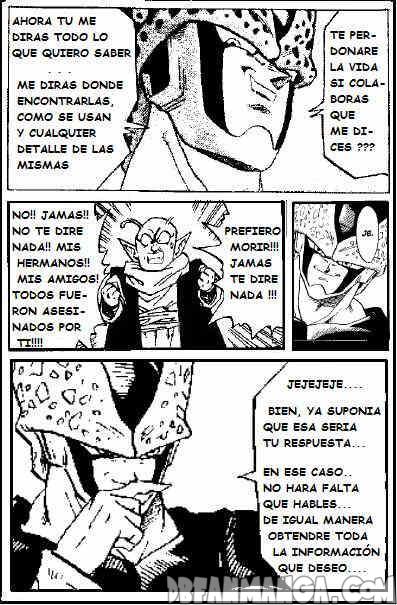 AHORA TU ME
DIRAS TODO LO
QUE QUIERO SABER
. . .
ME DIRAS DONDE
ENCONTRARLAS,
COMO SE USAN
Y CUALQUIER
DETALLE DE LAS
MISMAS
TE PER-
DONARE
LA VIDA
SI COLA-
BORAS
QUE
ME DI-
CES ???
NO!! JAMAS!!
NO TE DIRE
NADA!! MIS
HERMANOS!!
MIS AMIGOS!
TODOS FUE-
RON ASESI-
NADOS POR
TI!!!!
PREFIERO
MORIR!!!
JAMAS
TE DIRE
NADA !!!
JE.
JEJEJEJE....
BIEN, YA SUPONIA
QUE ESA SERIA
TU RESPUESTA...
EN ESE CASO..
NO HARA FALTA
QUE HABLES...
DE IGUAL MANERA
OBTENDRE TODA
LA INFORMACIÓN
QUE DESEO....
DBFANMANGA.COM